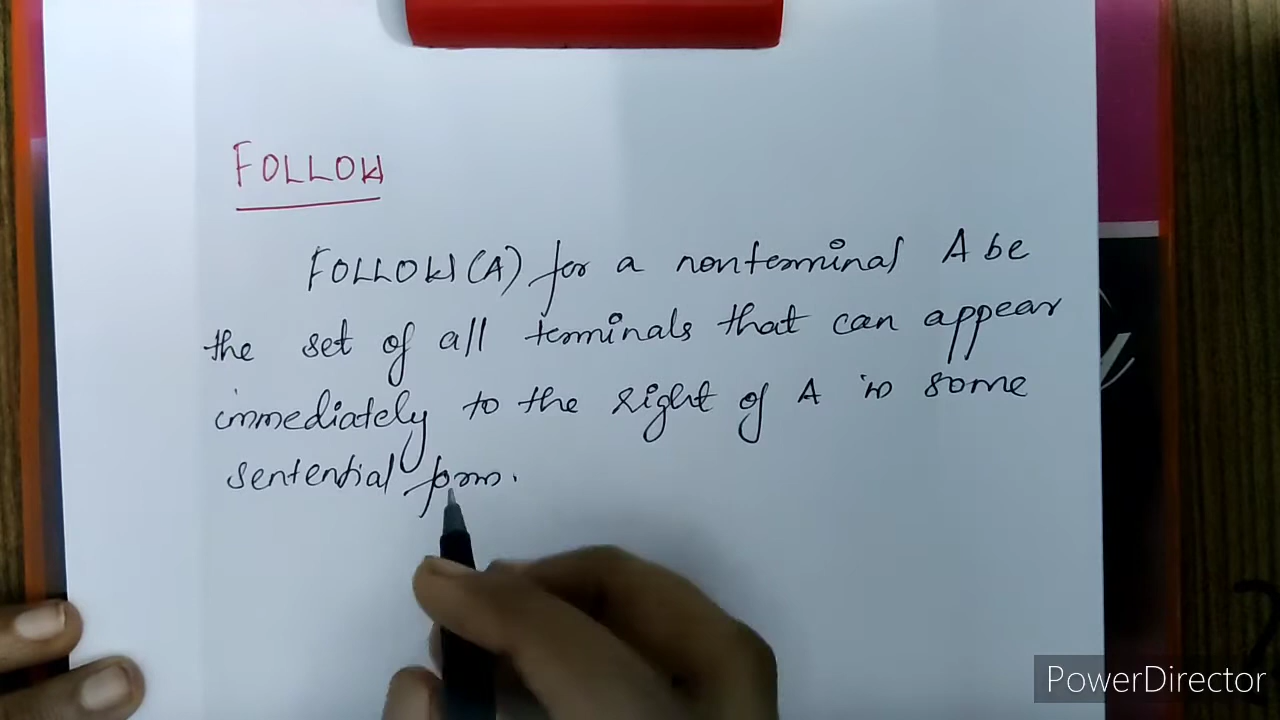 FOLLOW
FOLLOW(A) for a nonterminal A be
the set of all terminals that can appear
immediately to the right of A in some
sentential form.
PowerDirector